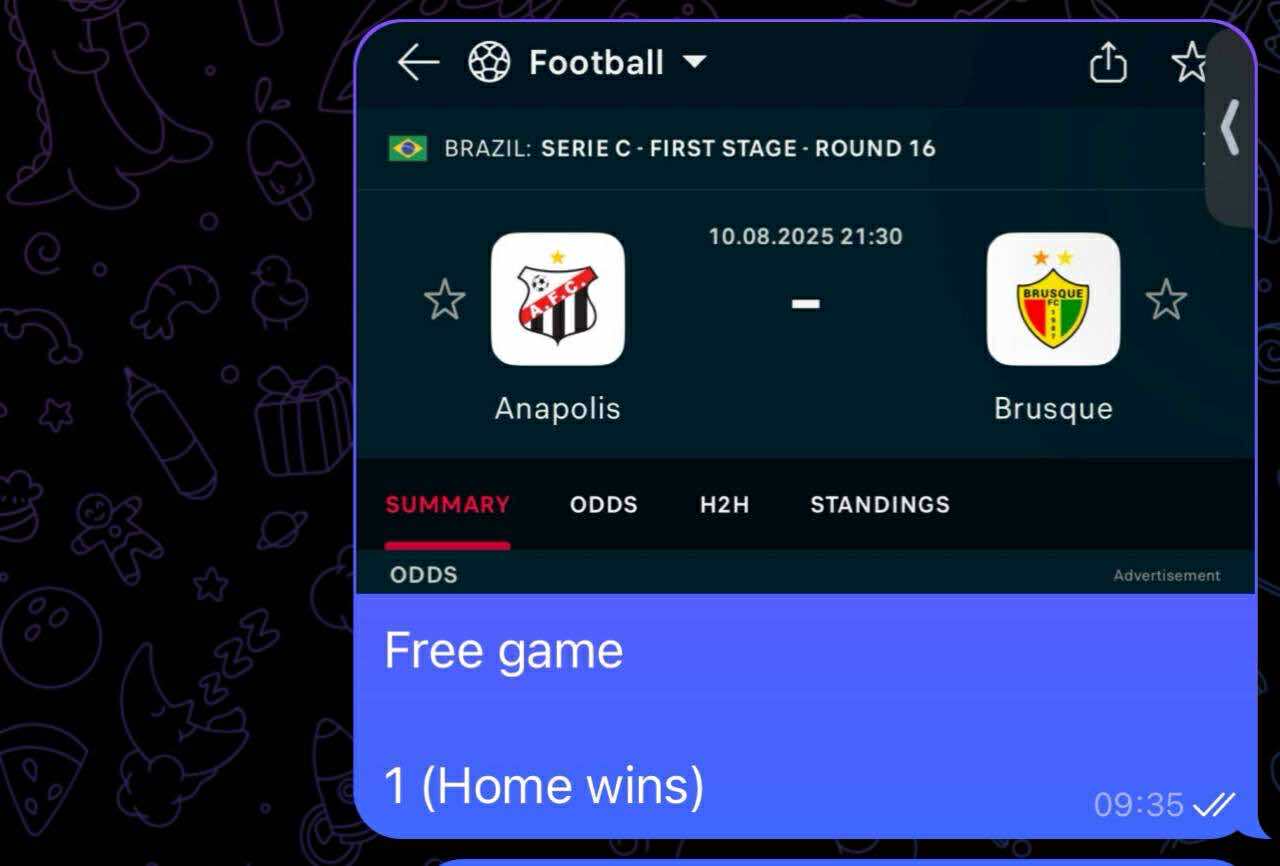 Football
BRAZIL: SERIE C - FIRST STAGE - ROUND 16
10.08.2025 21:30
-
A.F.C.
BRUSQUE
FC
1987
Anapolis
Brusque
SUMMARY
ODDS
H2H
STANDINGS
ODDS
Advertisement
Free game
1 (Home wins)
09:35